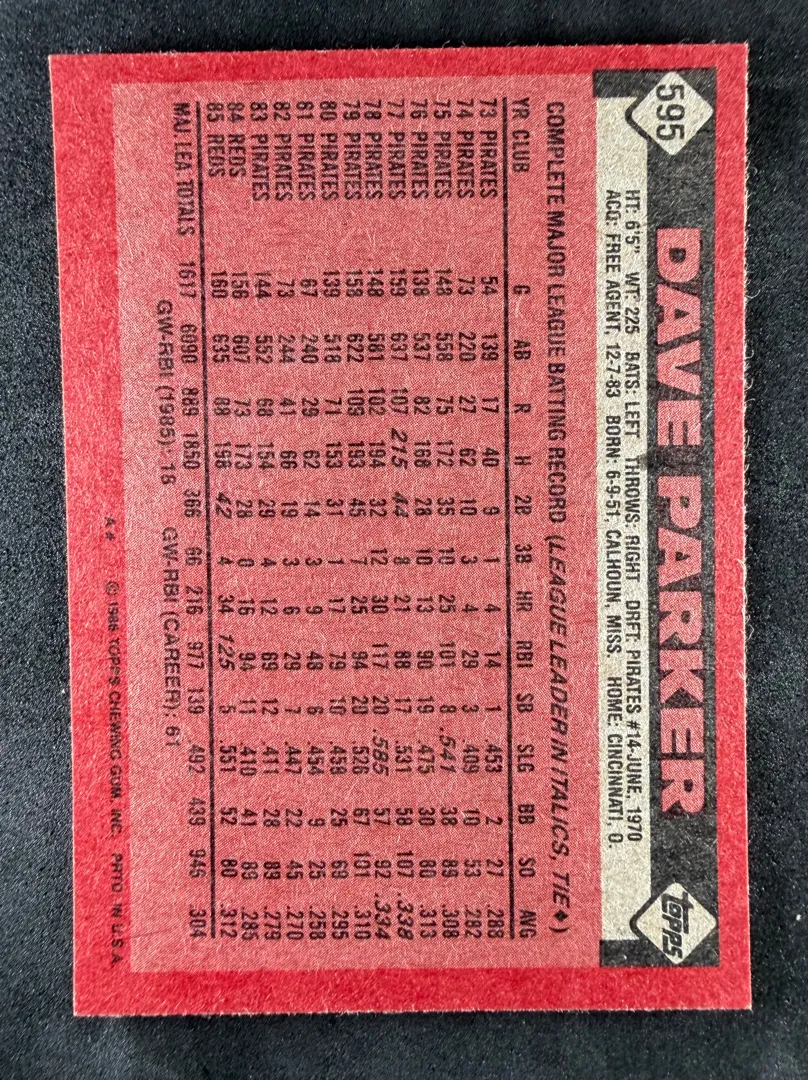 595
DAVE PARKER
topps
HT: 6'5" WT: 225 BATS: LEFT THROWS: RIGHT DRFT: PIRATES #14-JUNE, 1970
ACQ: FREE AGENT, 12-7-83 BORN: 6-9-51, CALHOUN, MISS. HOME: CINCINNATI, O.
COMPLETE MAJOR LEAGUE BATTING RECORD (LEAGUE LEADER IN ITALICS, TIE♦)
YR CLUB G AB R H 2B 3B HR RBI SB SLG BB SO AVG
73 PIRATES 54 139 17 40 9 1 4 14 1 .453 2 27 .288
74 PIRATES 73 220 27 62 10 3 4 29 3 .409 10 53 .282
75 PIRATES 148 558 75 172 35 10 25 101 8 .541 38 89 .308
76 PIRATES 138 537 82 168 28 10 13 90 19 .475 30 80 .313
77 PIRATES 159 637 107 215 44 8 21 88 17 .531 58 107 .338
78 PIRATES 148 581 102 194 32 12 30 117 20 .585 57 92 .334
79 PIRATES 158 622 109 193 45 7 25 94 20 .526 67 101 .310
80 PIRATES 139 518 71 153 31 1 17 79 10 .458 25 69 .295
81 PIRATES 67 240 29 62 14 3 9 48 6 .454 9 25 .258
82 PIRATES 73 244 41 66 19 3 6 29 7 .447 22 45 .270
83 PIRATES 144 552 68 154 29 4 12 69 12 .411 28 89 .279
84 REDS 156 607 73 173 28 0 16 94 11 .410 41 89 .285
85 REDS 160 635 88 198 42 4 34 125 5 .551 52 80 .312
MAJ LEA TOTALS 1617 6090 889 1850 366 66 216 977 139 .492 439 946 .304
GW-RBI (1985): 18 GW-RBI (CAREER): 61
A* © 1986 TOPPS CHEWING GUM, INC. PRTD. IN U.S.A.